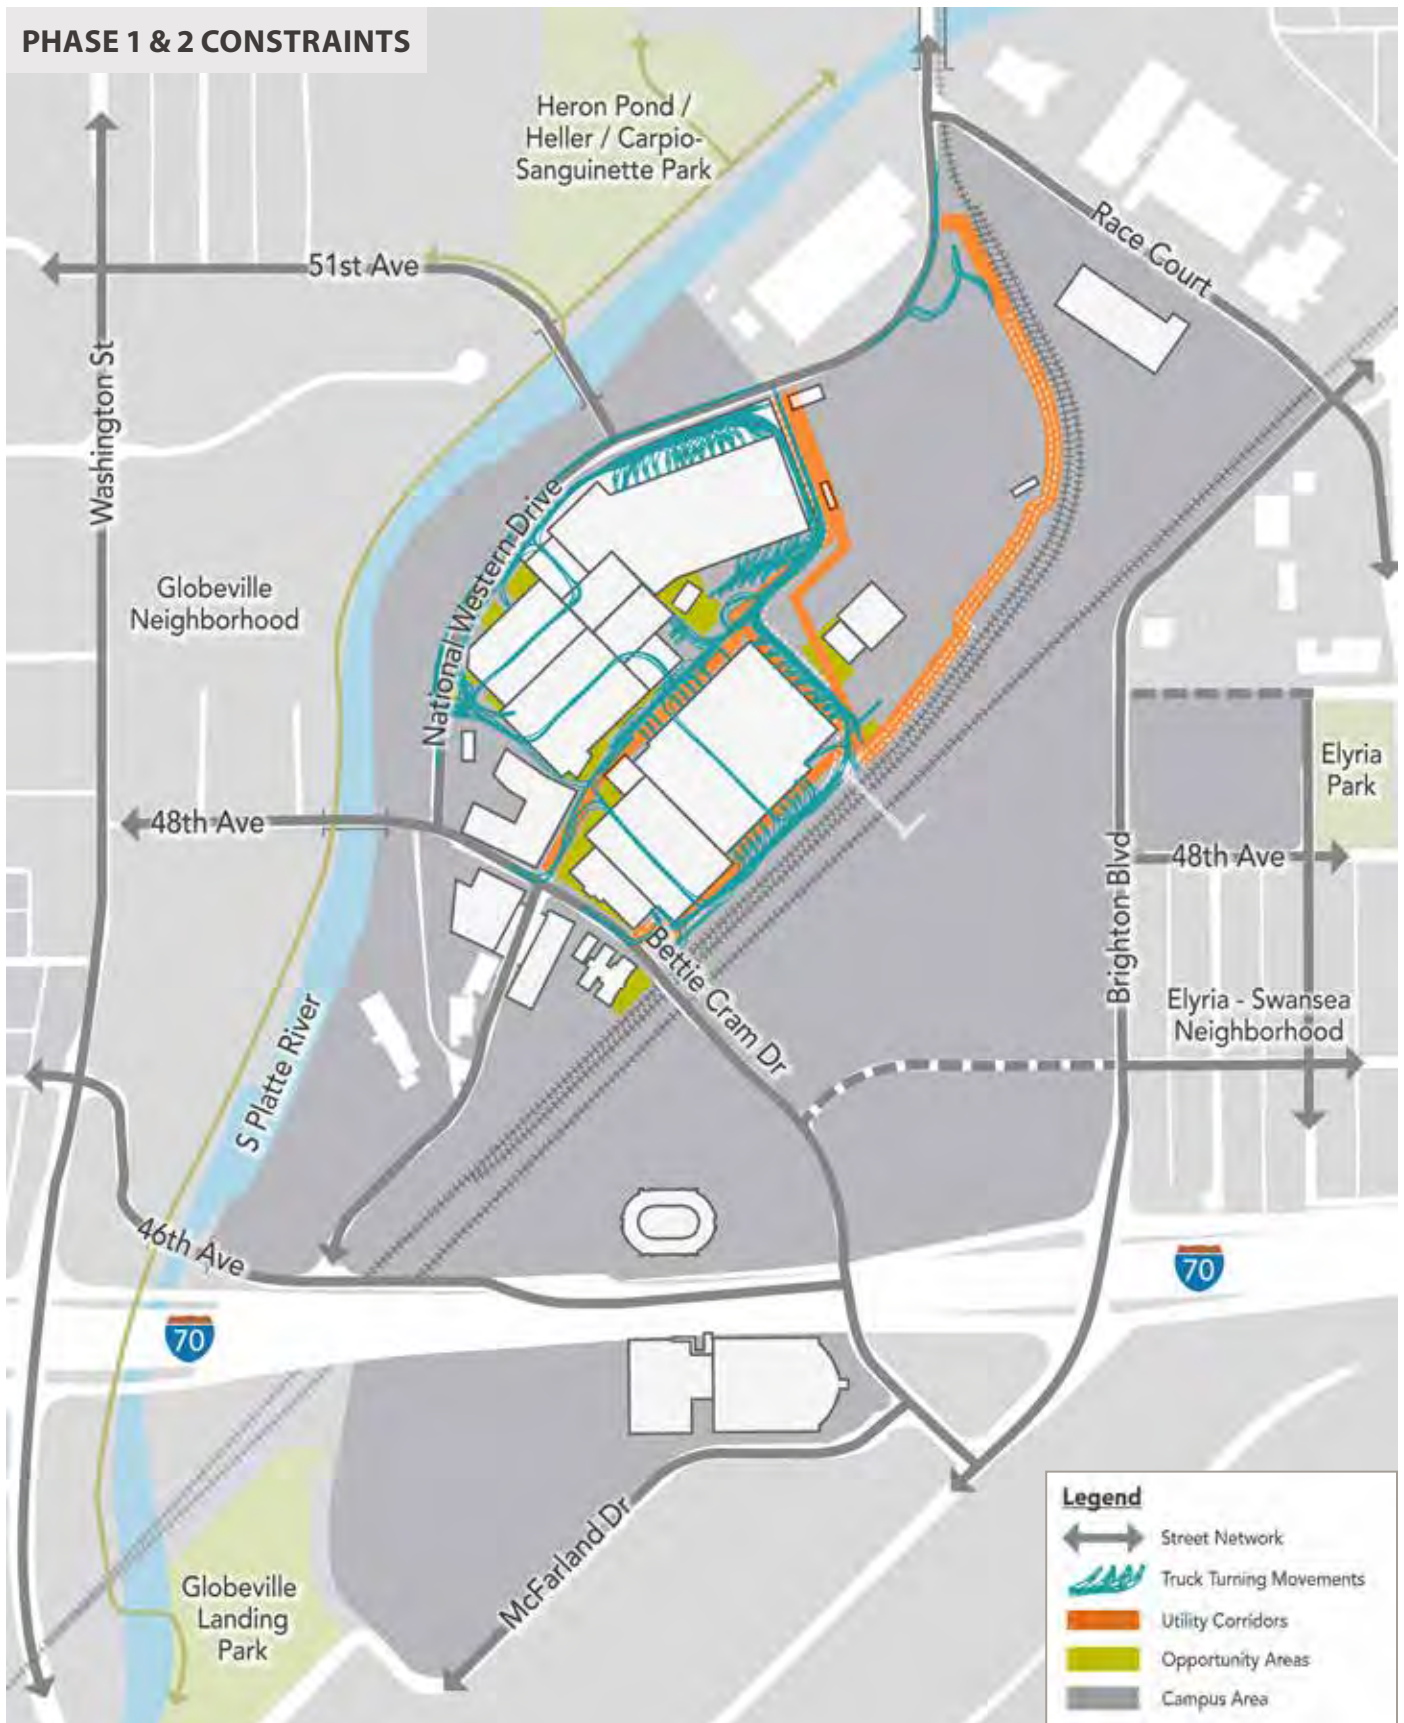 PHASE 1 & 2 CONSTRAINTS
Heron Pond /
Heller / Carpio-
Sanguinette Park
Race Court
51st Ave
Washington St
National Western Drive
Globeville
Neighborhood
Elyria
Park
48th Ave
48th Ave
Brighton Blvd
Bettie Cram Dr
Elyria - Swansea
Neighborhood
S Platte River
46th Ave
70
70
McFarland Dr
Globeville
Landing
Park
Legend
Street Network
Truck Turning Movements
Utility Corridors
Opportunity Areas
Campus Area